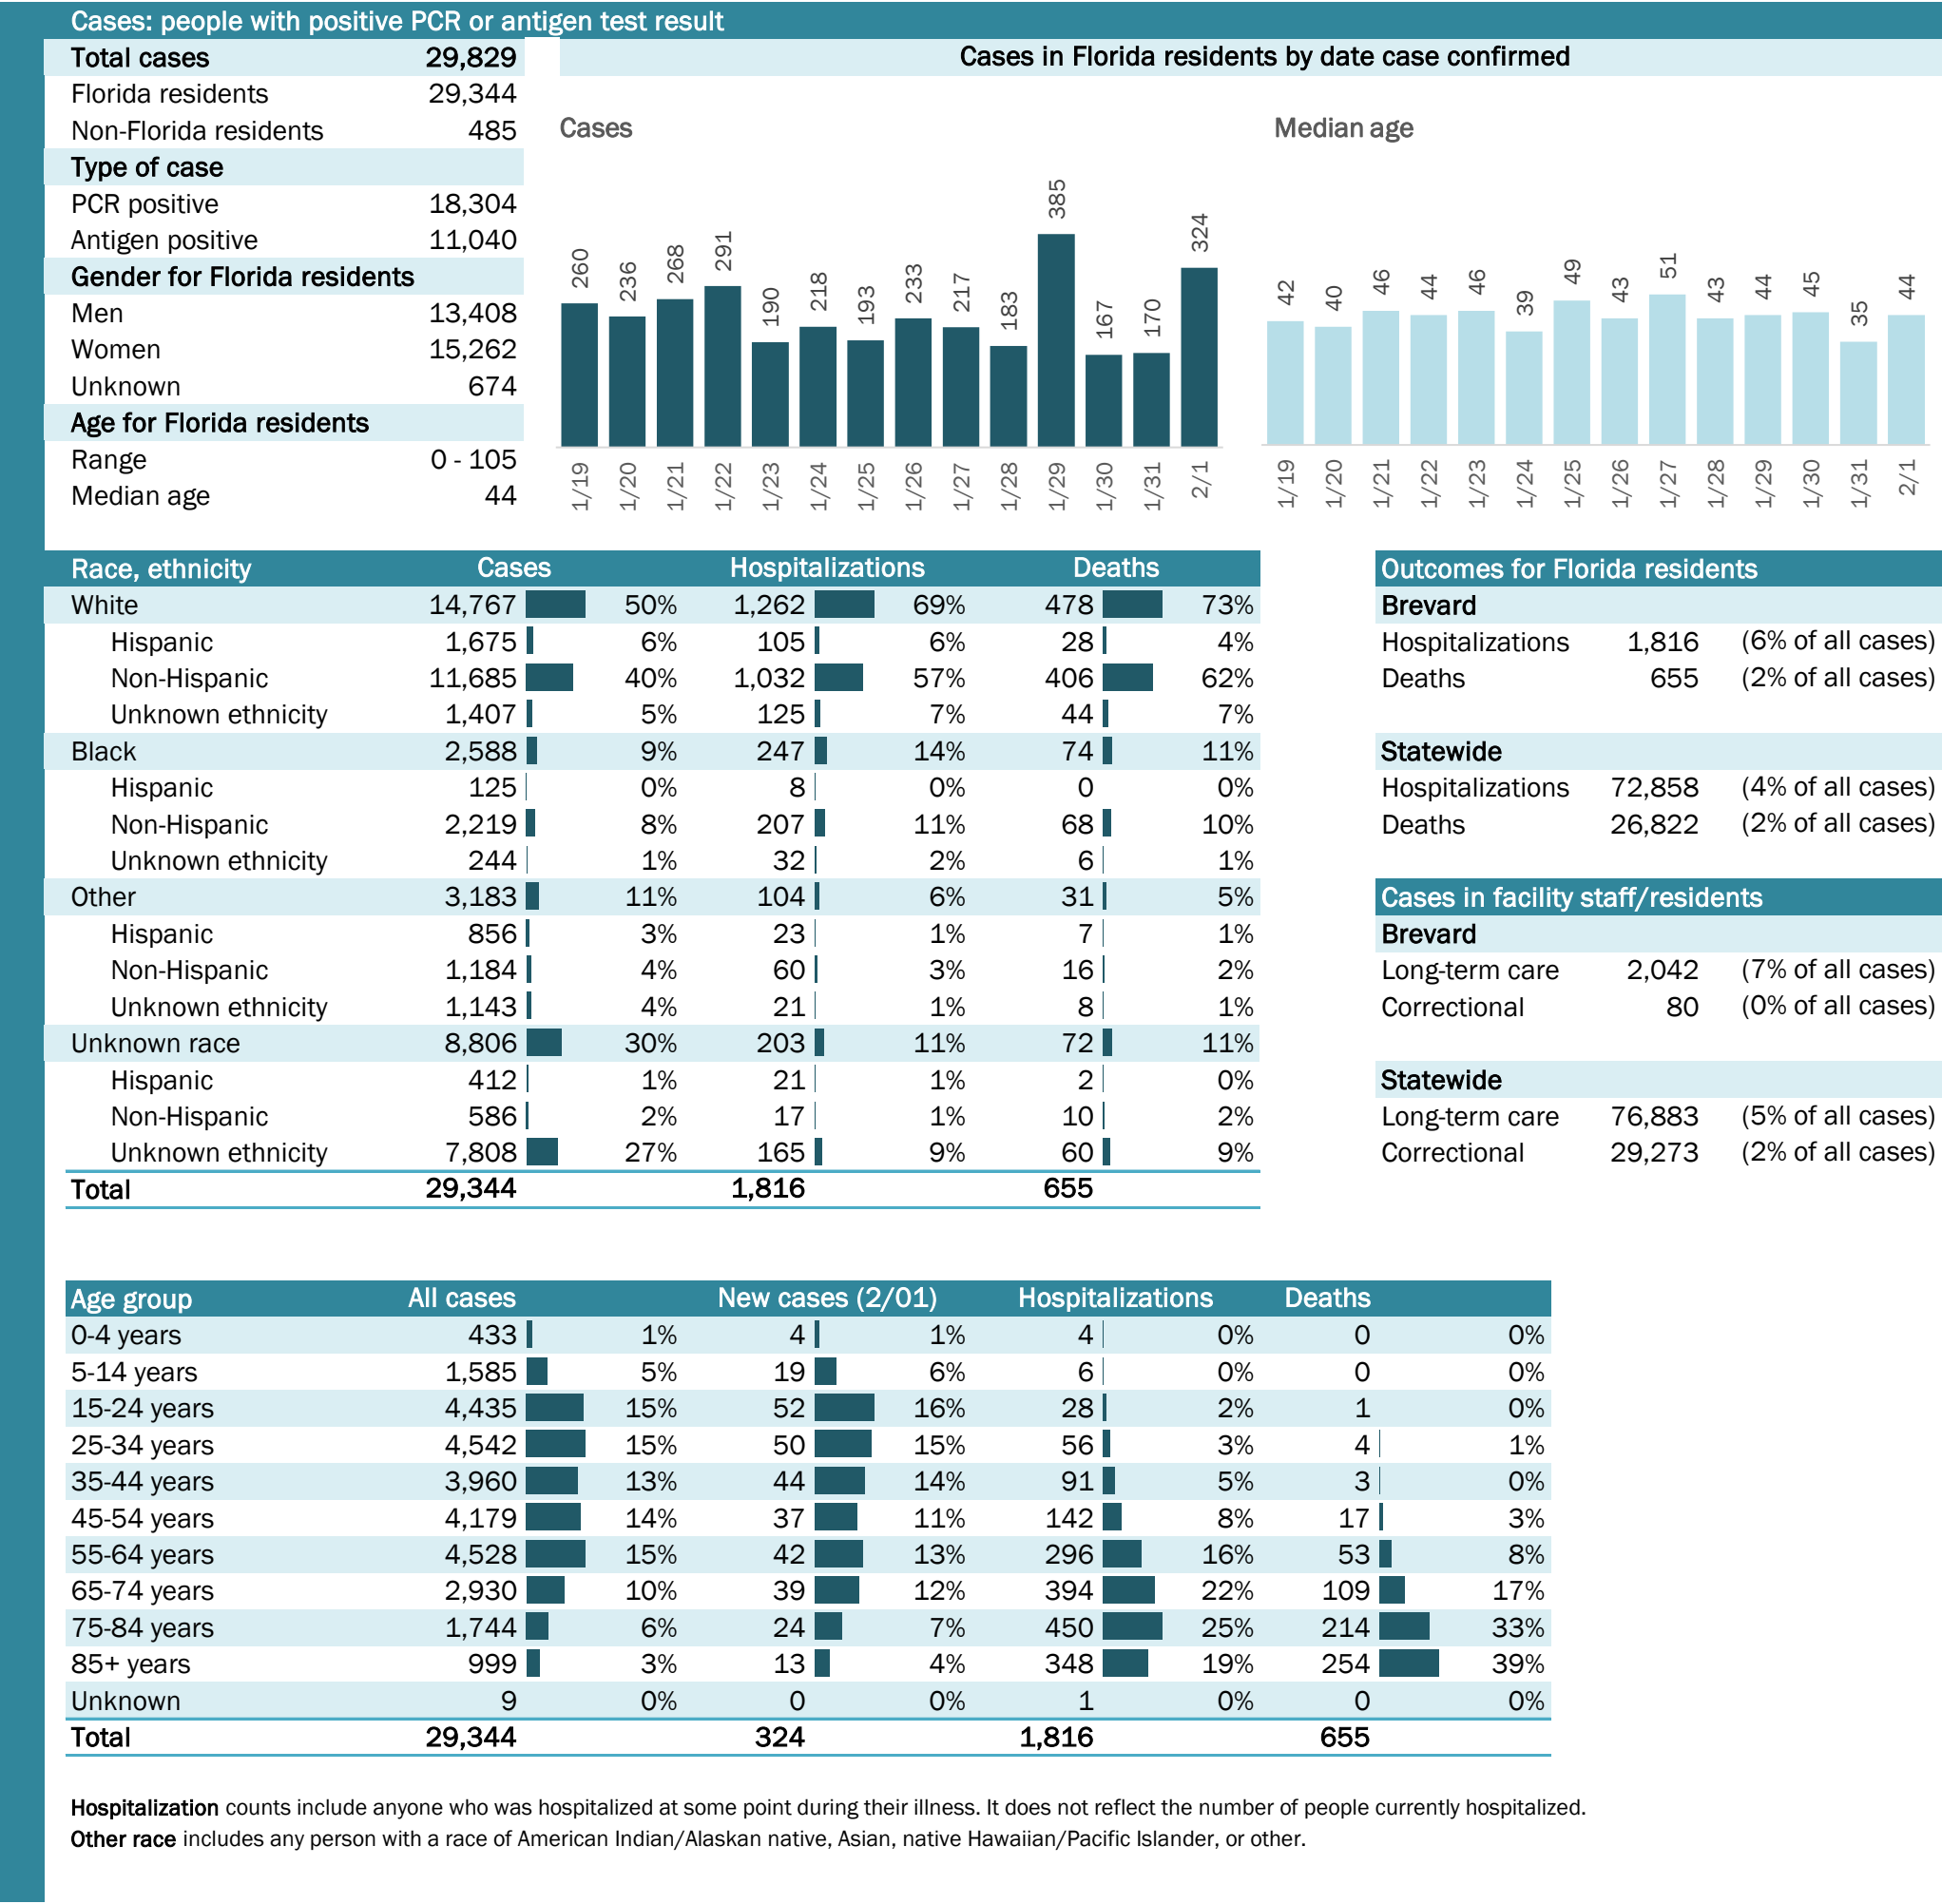 Cases: people with positive PCR or antigen test result
Total cases 29,829
Florida residents 29,344
Non-Florida residents 485
Type of case
PCR positive 18,304
Antigen positive 11,040
Gender for Florida residents
Men 13,408
Women 15,262
Unknown 674
Age for Florida residents
Range 0 - 105
Median age 44
Cases in Florida residents by date case confirmed
Cases
260 236 268 291 190 218 193 233 217 183 385 167 170 324
1/19 1/20 1/21 1/22 1/23 1/24 1/25 1/26 1/27 1/28 1/29 1/30 1/31 2/1
Median age
42 40 46 44 46 39 49 43 51 43 44 45 35 44
1/19 1/20 1/21 1/22 1/23 1/24 1/25 1/26 1/27 1/28 1/29 1/30 1/31 2/1
Race, ethnicity Cases Hospitalizations Deaths
White 14,767 50% 1,262 69% 478 73%
Hispanic 1,675 6% 105 6% 28 4%
Non-Hispanic 11,685 40% 1,032 57% 406 62%
Unknown ethnicity 1,407 5% 125 7% 44 7%
Black 2,588 9% 247 14% 74 11%
Hispanic 125 0% 8 0% 0 0%
Non-Hispanic 2,219 8% 207 11% 68 10%
Unknown ethnicity 244 1% 32 2% 6 1%
Other 3,183 11% 104 6% 31 5%
Hispanic 856 3% 23 1% 7 1%
Non-Hispanic 1,184 4% 60 3% 16 2%
Unknown ethnicity 1,143 4% 21 1% 8 1%
Unknown race 8,806 30% 203 11% 72 11%
Hispanic 412 1% 21 1% 2 0%
Non-Hispanic 586 2% 17 1% 10 2%
Unknown ethnicity 7,808 27% 165 9% 60 9%
Total 29,344 1,816 655
Outcomes for Florida residents
Brevard
Hospitalizations 1,816 (6% of all cases)
Deaths 655 (2% of all cases)
Statewide
Hospitalizations 72,858 (4% of all cases)
Deaths 26,822 (2% of all cases)
Cases in facility staff/residents
Brevard
Long-term care 2,042 (7% of all cases)
Correctional 80 (0% of all cases)
Statewide
Long-term care 76,883 (5% of all cases)
Correctional 29,273 (2% of all cases)
Age group All cases New cases (2/01) Hospitalizations Deaths
0-4 years 433 1% 4 1% 4 0% 0 0%
5-14 years 1,585 5% 19 6% 6 0% 0 0%
15-24 years 4,435 15% 52 16% 28 2% 1 0%
25-34 years 4,542 15% 50 15% 56 3% 4 1%
35-44 years 3,960 13% 44 14% 91 5% 3 0%
45-54 years 4,179 14% 37 11% 142 8% 17 3%
55-64 years 4,528 15% 42 13% 296 16% 53 8%
65-74 years 2,930 10% 39 12% 394 22% 109 17%
75-84 years 1,744 6% 24 7% 450 25% 214 33%
85+ years 999 3% 13 4% 348 19% 254 39%
Unknown 9 0% 0 0% 1 0% 0 0%
Total 29,344 324 1,816 655
Hospitalization counts include anyone who was hospitalized at some point during their illness. It does not reflect the number of people currently hospitalized.
Other race includes any person with a race of American Indian/Alaskan native, Asian, native Hawaiian/Pacific Islander, or other.